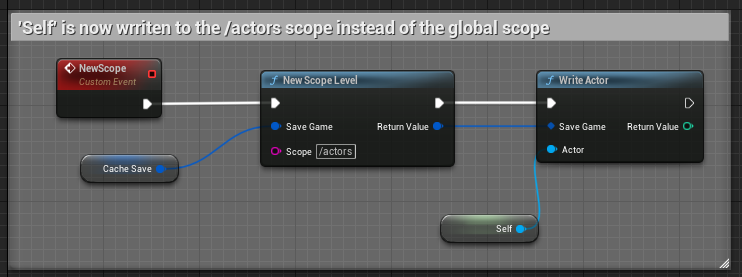 'Self' is now wrriten to the /actors scope instead of the global scope
NewScope
Custom Event
New Scope Level
Save Game
Return Value
Scope
/actors
Write Actor
Save Game
Return Value
Actor
Cache Save
Self